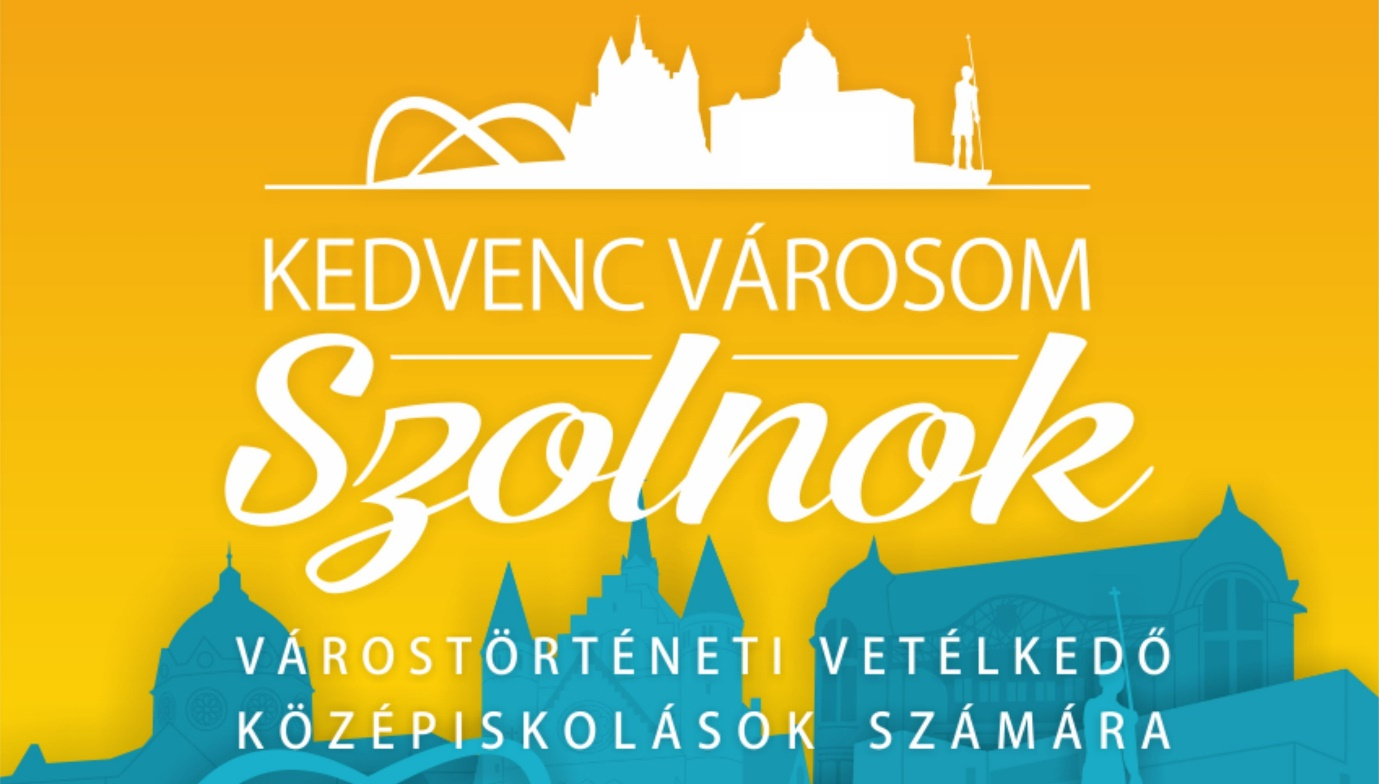 KEDVENC VÁROSOM
Szolnok
VÁROSTÖRTÉNETI VETÉLKEDŐ
KÖZÉPISKOLÁSOK SZÁMÁRA